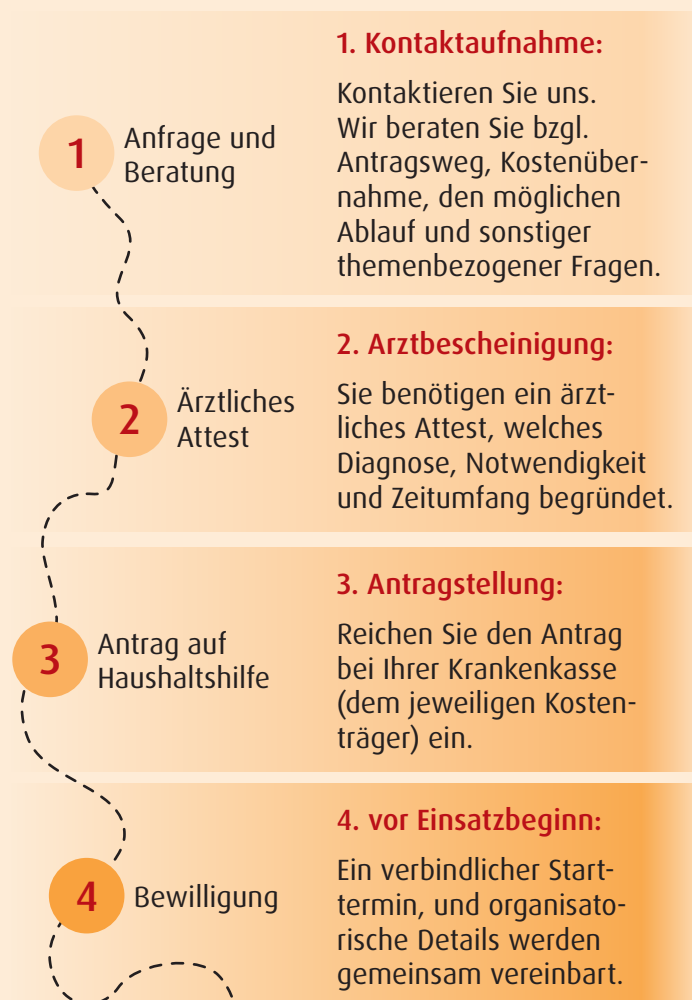 1
Anfrage und
Beratung
1. Kontaktaufnahme:
Kontaktieren Sie uns.
Wir beraten Sie bzgl.
Antragsweg, Kostenüber-
nahme, den möglichen
Ablauf und sonstiger
themenbezogener Fragen.
2
Ärztliches
Attest
2. Arztbescheinigung:
Sie benötigen ein ärzt-
liches Attest, welches
Diagnose, Notwendigkeit
und Zeitumfang begründet.
3
Antrag auf
Haushaltshilfe
3. Antragstellung:
Reichen Sie den Antrag
bei Ihrer Krankenkasse
(dem jeweiligen Kosten-
träger) ein.
4
Bewilligung
4. vor Einsatzbeginn:
Ein verbindlicher Start-
termin, und organisato-
rische Details werden
gemeinsam vereinbart.